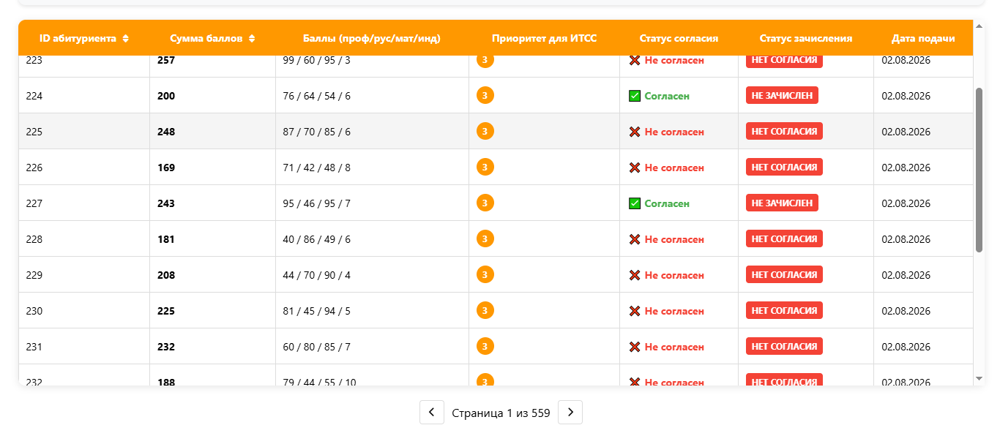 ID абитуриента Сумма баллов Баллы (проф/рус/мат/инд) Приоритет для ИТСС Статус согласия Статус зачисления Дата подачи
223 257 99 / 60 / 95 / 3 3 Не согласен НЕТ СОГЛАСИЯ 02.08.2026
224 200 76 / 64 / 54 / 6 3 Согласен НЕ ЗАЧИСЛЕН 02.08.2026
225 248 87 / 70 / 85 / 6 3 Не согласен НЕТ СОГЛАСИЯ 02.08.2026
226 169 71 / 42 / 48 / 8 3 Не согласен НЕТ СОГЛАСИЯ 02.08.2026
227 243 95 / 46 / 95 / 7 3 Согласен НЕ ЗАЧИСЛЕН 02.08.2026
228 181 40 / 86 / 49 / 6 3 Не согласен НЕТ СОГЛАСИЯ 02.08.2026
229 208 44 / 70 / 90 / 4 3 Не согласен НЕТ СОГЛАСИЯ 02.08.2026
230 225 81 / 45 / 94 / 5 3 Не согласен НЕТ СОГЛАСИЯ 02.08.2026
231 232 60 / 80 / 85 / 7 3 Не согласен НЕТ СОГЛАСИЯ 02.08.2026
232 188 79 / 44 / 55 / 10 3 Не согласен НЕТ СОГЛАСИЯ 02.08.2026
Страница 1 из 559